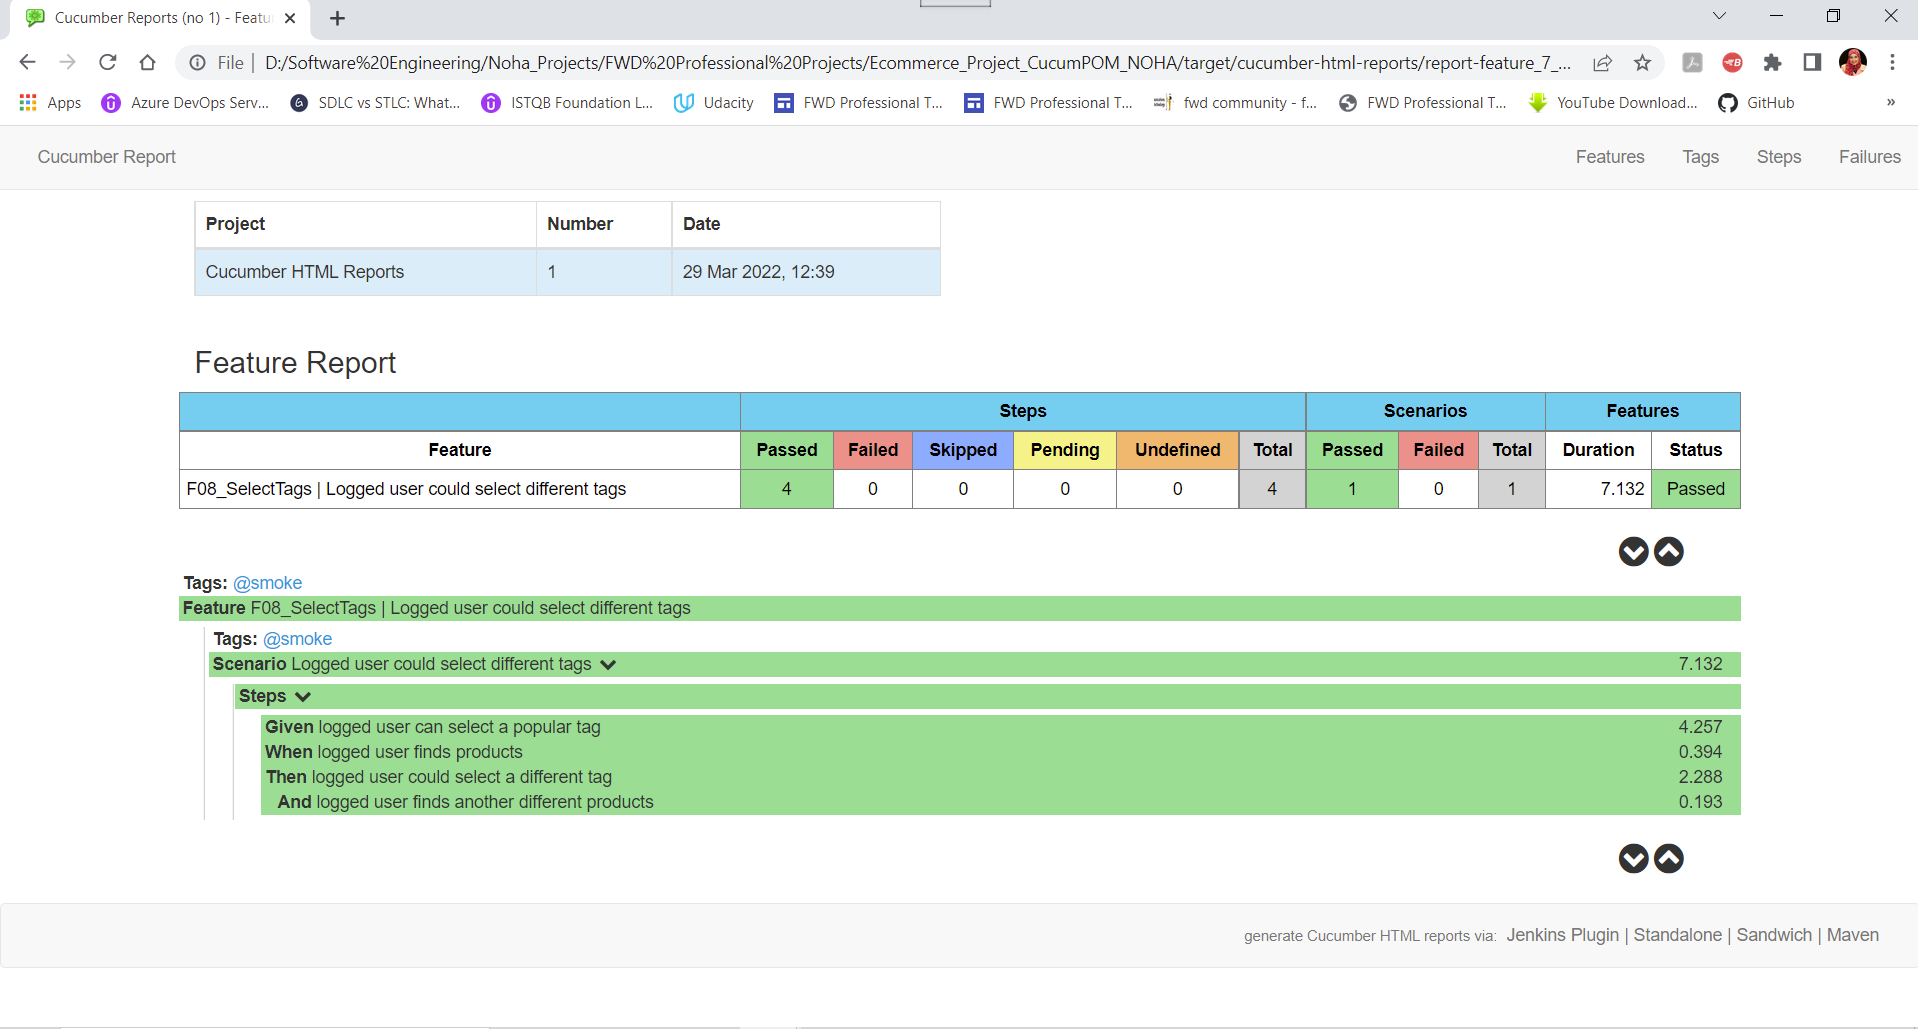 Cucumber Reports (no 1) - Featu
File | D:/Software%20Engineering/Noha_Projects/FWD%20Professional%20Projects/Ecommerce_Project_CucumPOM_NOHA/target/cucumber-html-reports/report-feature_7_...
Apps Azure DevOps Serv... SDLC vs STLC: What... ISTQB Foundation L... Udacity FWD Professional T... FWD Professional T... fwd community - f... FWD Professional T... YouTube Download... GitHub »
Cucumber Report Features Tags Steps Failures
Project Number Date
Cucumber HTML Reports 1 29 Mar 2022, 12:39
Feature Report
Steps Scenarios Features
Feature Passed Failed Skipped Pending Undefined Total Passed Failed Total Duration Status
F08_SelectTags | Logged user could select different tags 4 0 0 0 0 4 1 0 1 7.132 Passed
Tags: @smoke
Feature F08_SelectTags | Logged user could select different tags
Tags: @smoke
Scenario Logged user could select different tags 7.132
Steps
Given logged user can select a popular tag 4.257
When logged user finds products 0.394
Then logged user could select a different tag 2.288
And logged user finds another different products 0.193
generate Cucumber HTML reports via: Jenkins Plugin | Standalone | Sandwich | Maven